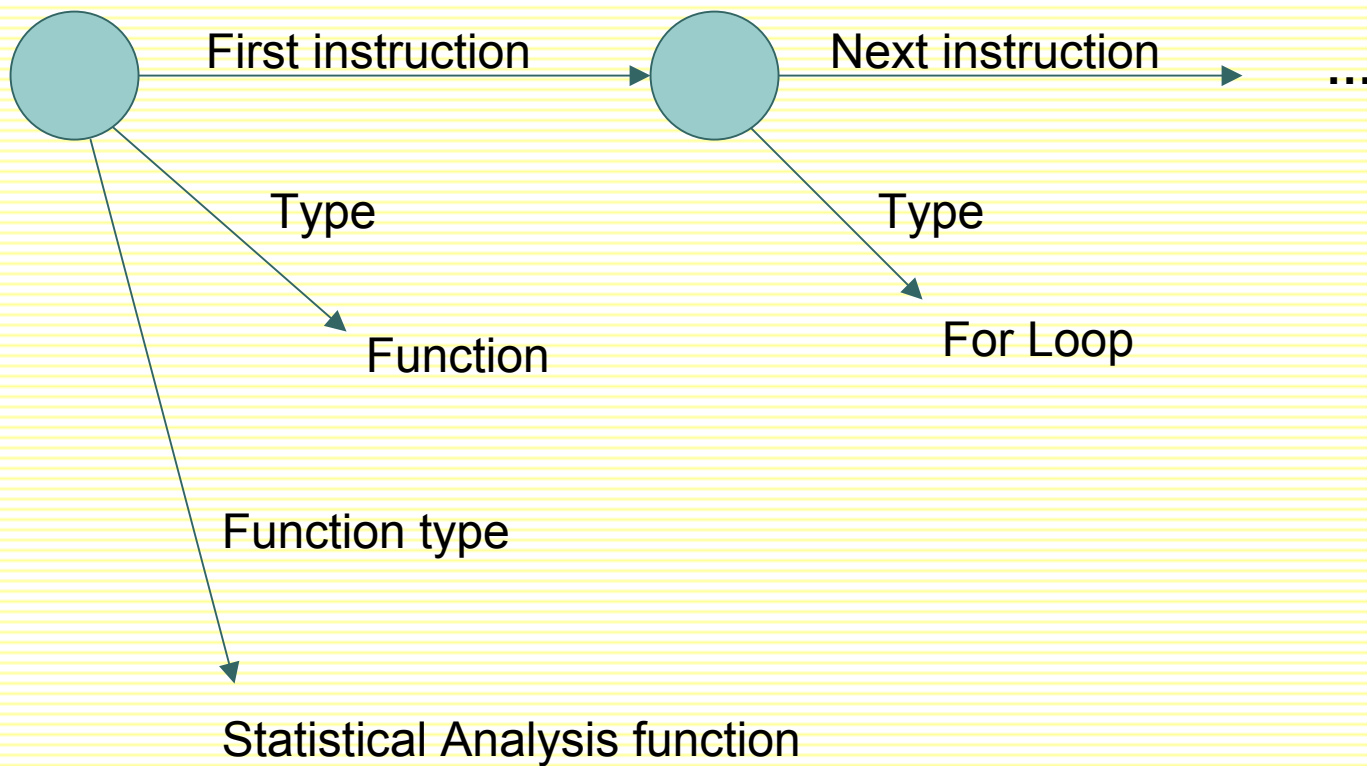 First instruction
Next instruction
...
Type
Type
Function
For Loop
Function type
Statistical Analysis function